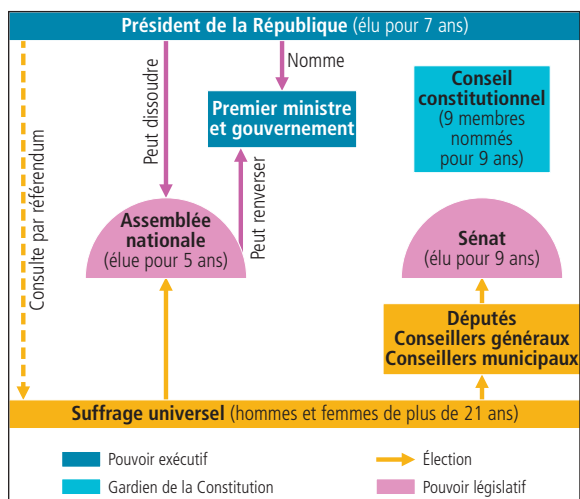 Président de la République (élu pour 7 ans)
Consulte par référendum
Peut dissoudre
Nomme
Premier ministre
et gouvernement
Peut renverser
Conseil
constitutionnel
(9 membres
nommés
pour 9 ans)
Assemblée
nationale
(élue pour 5 ans)
Sénat
(élu pour 9 ans)
Députés
Conseillers généraux
Conseillers municipaux
Suffrage universel (hommes et femmes de plus de 21 ans)
Pouvoir exécutif
Élection
Gardien de la Constitution
Pouvoir législatif